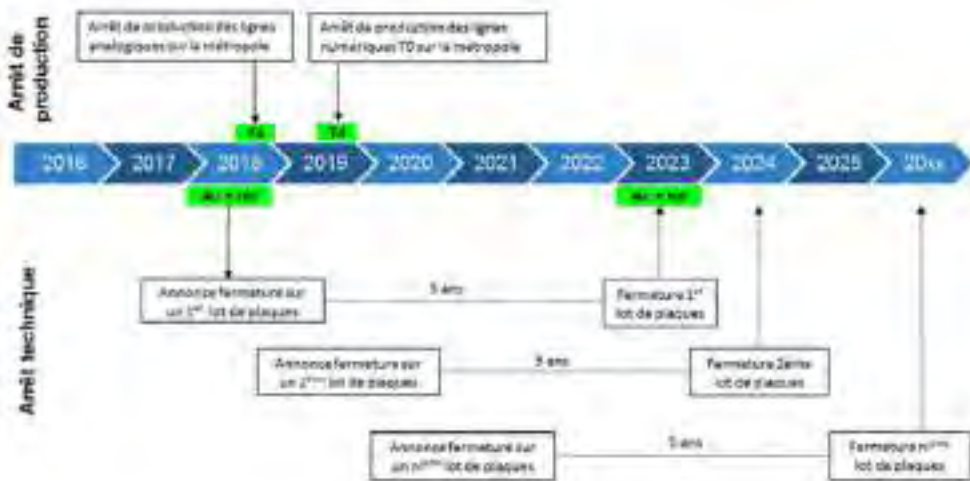 Arrêt de
production
Arrêt de production des lignes
analogiques sur la métropole
Arrêt de production des lignes
numériques T0 sur la métropole
T4
2016
2017
2018
2019
2020
2021
2022
2023
2024
2025
20xx
Arrêt technique
Annonce fermeture sur
un 1er lot de plaques
5 ans
Fermeture 1er
lot de plaques
Annonce fermeture sur
un 2ème lot de plaques
5 ans
Fermeture 2ème
lot de plaques
Annonce fermeture sur
un nième lot de plaques
5 ans
Fermeture nième
lot de plaques